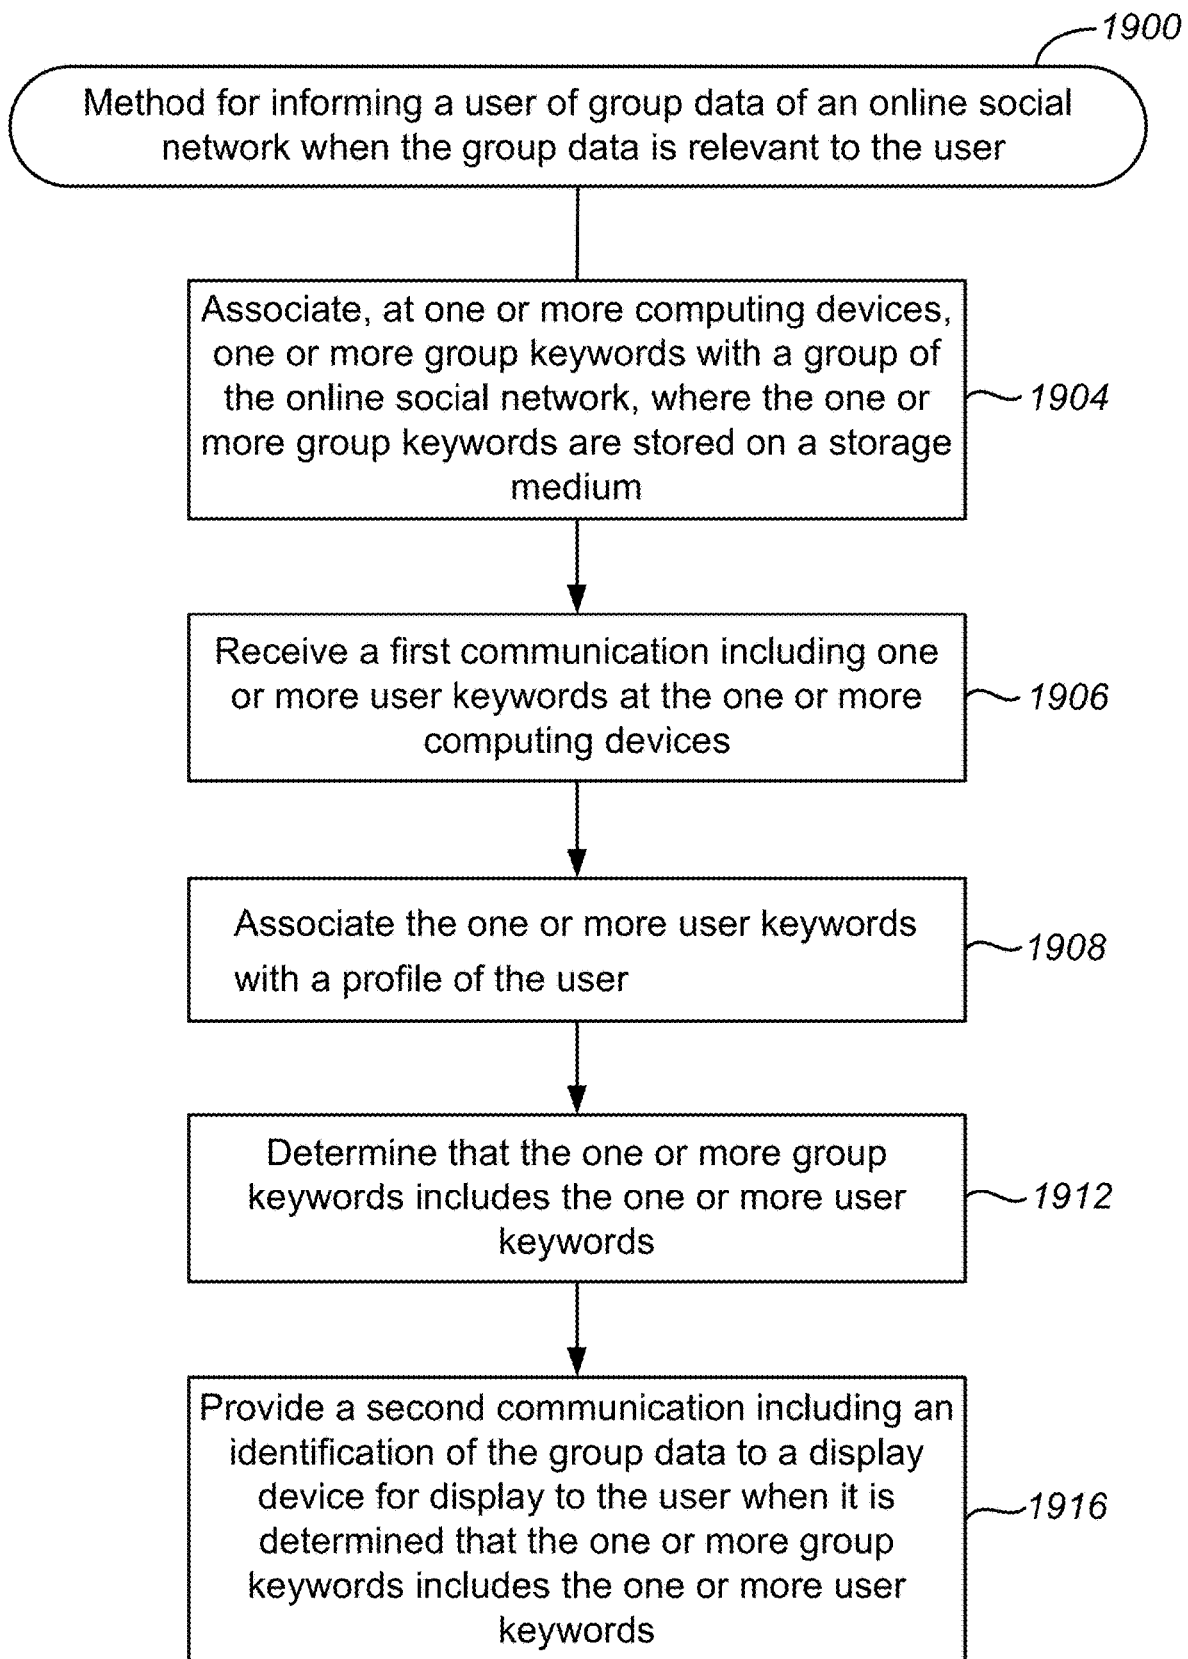 1900
Method for informing a user of group data of an online social
network when the group data is relevant to the user
Associate, at one or more computing devices,
one or more group keywords with a group of
the online social network, where the one or
more group keywords are stored on a storage
medium
1904
Receive a first communication including one
or more user keywords at the one or more
computing devices
1906
Associate the one or more user keywords
with a profile of the user
1908
Determine that the one or more group
keywords includes the one or more user
keywords
1912
Provide a second communication including an
identification of the group data to a display
device for display to the user when it is
determined that the one or more group
keywords includes the one or more user
keywords
1916